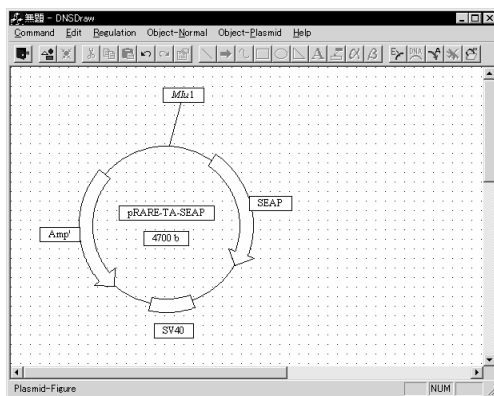 無題 - DNSDraw
Command Edit Regulation Object-Normal Object-Plasmid Help
A α β DNA
MluI
pRARE-TA-SEAP
SEAP
Ampʳ
4700 b
SV40
Plasmid-Figure NUM